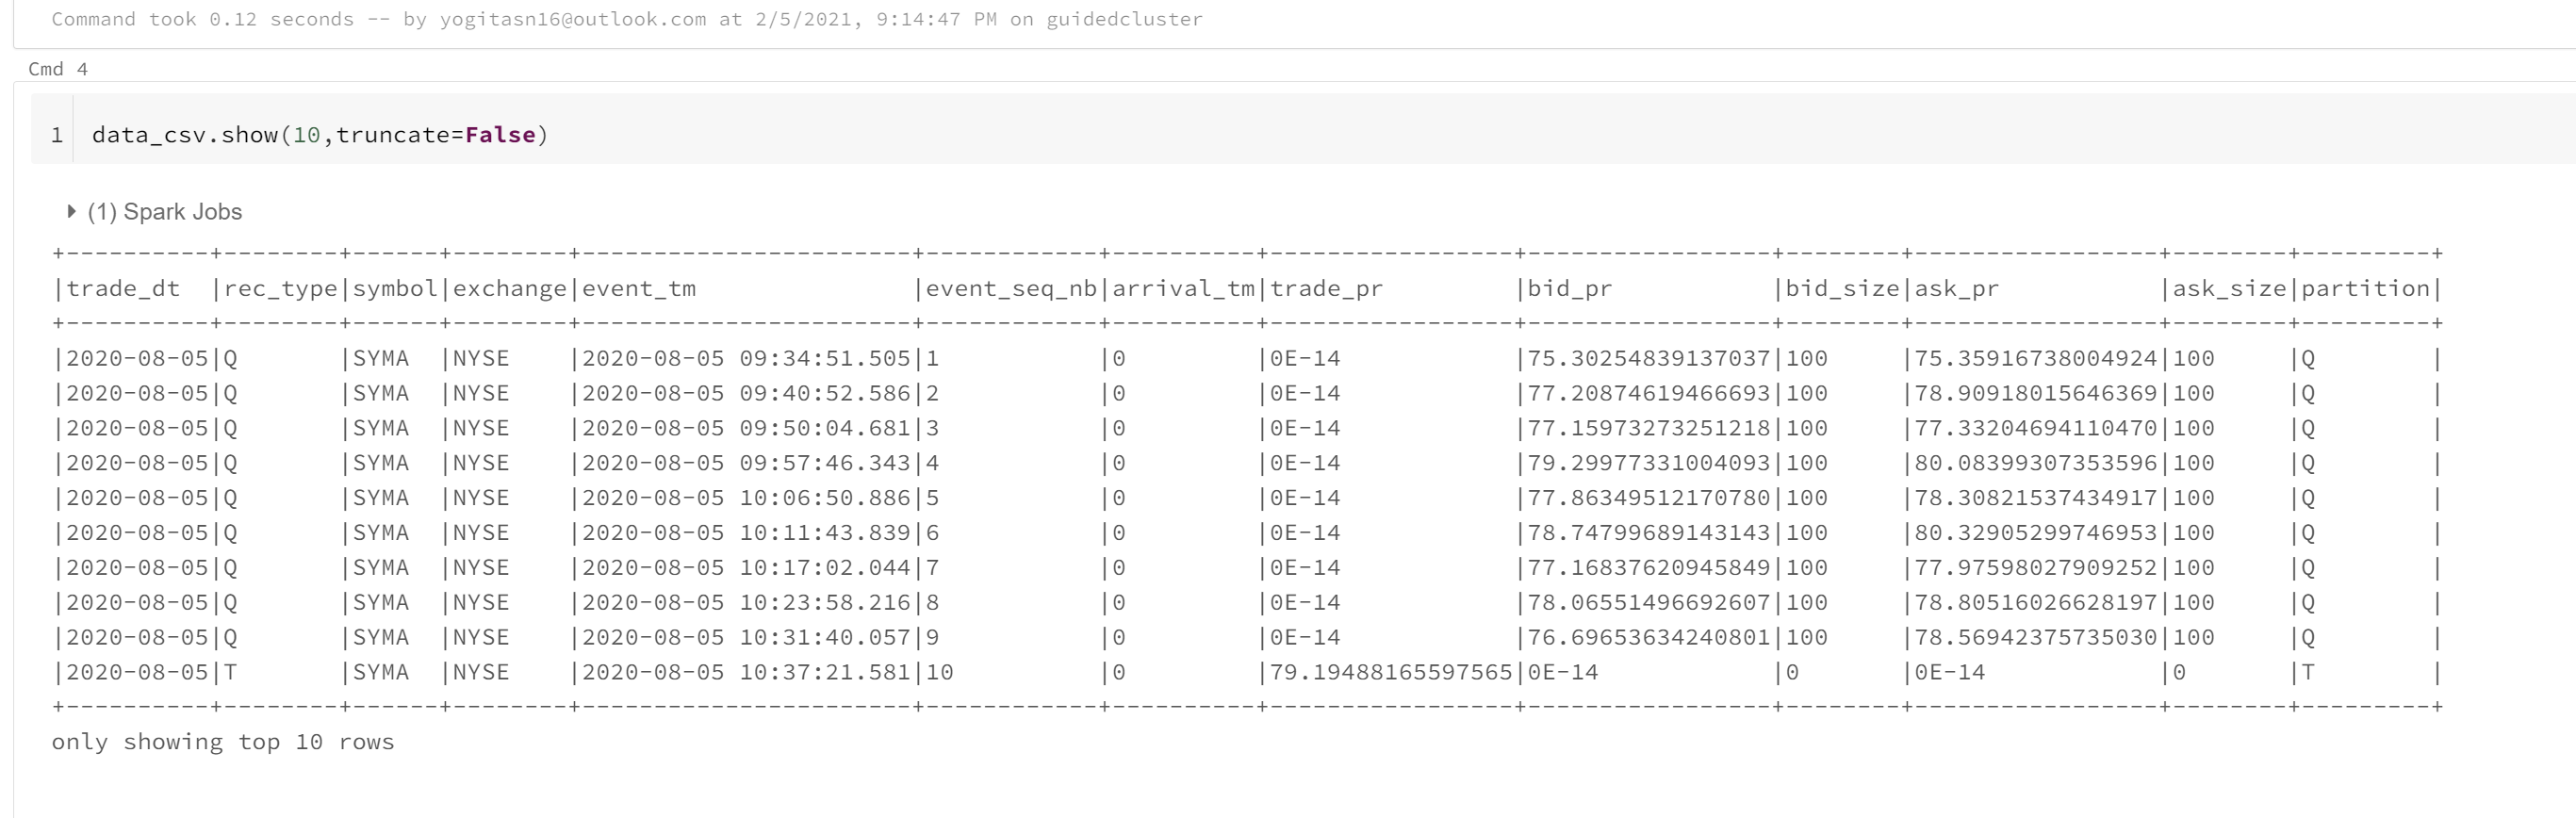 Command took 0.12 seconds -- by yogitasn16@outlook.com at 2/5/2021, 9:14:47 PM on guidedcluster
Cmd 4
1 data_csv.show(10,truncate=False)
(1) Spark Jobs
+----------+--------+------+--------+-----------------------+------------+----------+-----------------+-----------------+--------+-----------------+--------+---------+
|trade_dt  |rec_type|symbol|exchange|event_tm               |event_seq_nb|arrival_tm|trade_pr         |bid_pr           |bid_size|ask_pr           |ask_size|partition|
+----------+--------+------+--------+-----------------------+------------+----------+-----------------+-----------------+--------+-----------------+--------+---------+
|2020-08-05|Q       |SYMA  |NYSE    |2020-08-05 09:34:51.505|1           |0         |0E-14            |75.30254839137037|100     |75.35916738004924|100     |Q        |
|2020-08-05|Q       |SYMA  |NYSE    |2020-08-05 09:40:52.586|2           |0         |0E-14            |77.20874619466693|100     |78.90918015646369|100     |Q        |
|2020-08-05|Q       |SYMA  |NYSE    |2020-08-05 09:50:04.681|3           |0         |0E-14            |77.15973273251218|100     |77.33204694110470|100     |Q        |
|2020-08-05|Q       |SYMA  |NYSE    |2020-08-05 09:57:46.343|4           |0         |0E-14            |79.29977331004093|100     |80.08399307353596|100     |Q        |
|2020-08-05|Q       |SYMA  |NYSE    |2020-08-05 10:06:50.886|5           |0         |0E-14            |77.86349512170780|100     |78.30821537434917|100     |Q        |
|2020-08-05|Q       |SYMA  |NYSE    |2020-08-05 10:11:43.839|6           |0         |0E-14            |78.74799689143143|100     |80.32905299746953|100     |Q        |
|2020-08-05|Q       |SYMA  |NYSE    |2020-08-05 10:17:02.044|7           |0         |0E-14            |77.16837620945849|100     |77.97598027909252|100     |Q        |
|2020-08-05|Q       |SYMA  |NYSE    |2020-08-05 10:23:58.216|8           |0         |0E-14            |78.06551496692607|100     |78.80516026628197|100     |Q        |
|2020-08-05|Q       |SYMA  |NYSE    |2020-08-05 10:31:40.057|9           |0         |0E-14            |76.69653634240801|100     |78.56942375735030|100     |Q        |
|2020-08-05|T       |SYMA  |NYSE    |2020-08-05 10:37:21.581|10          |0         |79.19488165597565|0E-14            |0       |0E-14            |0       |T        |
+----------+--------+------+--------+-----------------------+------------+----------+-----------------+-----------------+--------+-----------------+--------+---------+
only showing top 10 rows